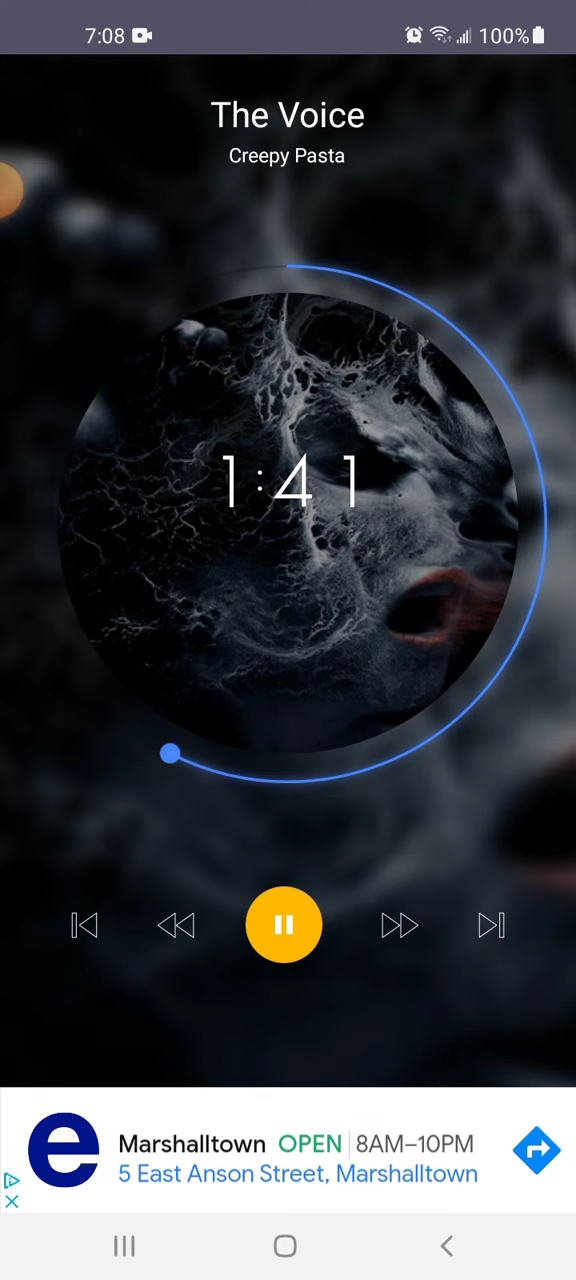 7:08
100%
The Voice
Creepy Pasta
1:41
e
Marshalltown OPEN 8AM–10PM
5 East Anson Street, Marshalltown